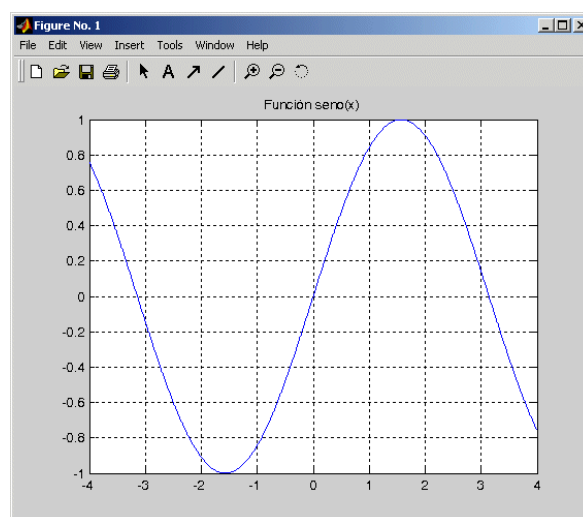 Figure No. 1
File Edit View Insert Tools Window Help
A
Función seno(x)
1
0.8
0.6
0.4
0.2
0
-0.2
-0.4
-0.6
-0.8
-1
-4 -3 -2 -1 0 1 2 3 4